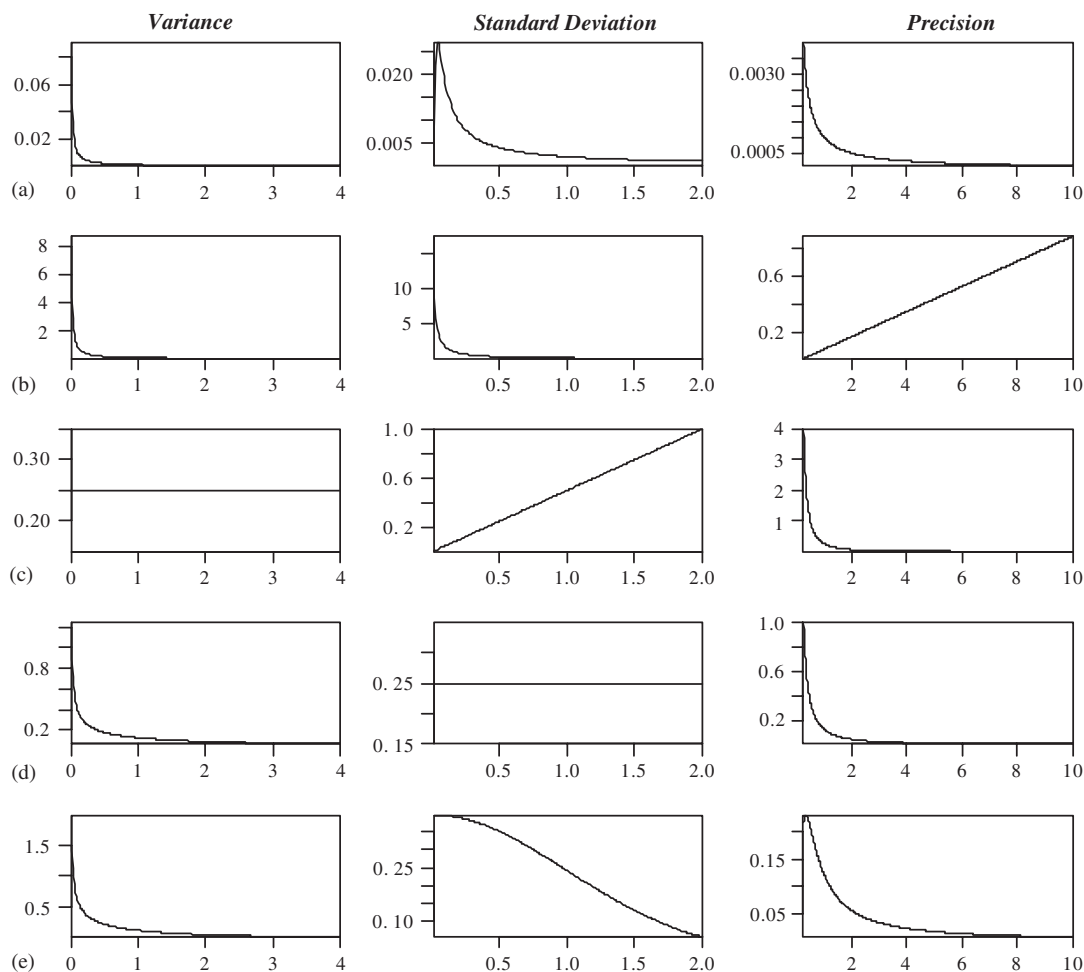 Variance Standard Deviation Precision
0.06 0.020 0.0030
0.02 0.005 0.0005
(a) 0 1 2 3 4 0.5 1.0 1.5 2.0 2 4 6 8 10
8
6 10 0.6
4
2 5 0.2
(b) 0 1 2 3 4 0.5 1.0 1.5 2.0 2 4 6 8 10
1.0 4
0.30 3
0.6 2
0.20 0.2 1
(c) 0 1 2 3 4 0.5 1.0 1.5 2.0 2 4 6 8 10
1.0
0.8 0.25 0.6
0.2 0.15 0.2
(d) 0 1 2 3 4 0.5 1.0 1.5 2.0 2 4 6 8 10
1.5 0.25 0.15
0.5 0.10 0.05
(e) 0 1 2 3 4 0.5 1.0 1.5 2.0 2 4 6 8 10